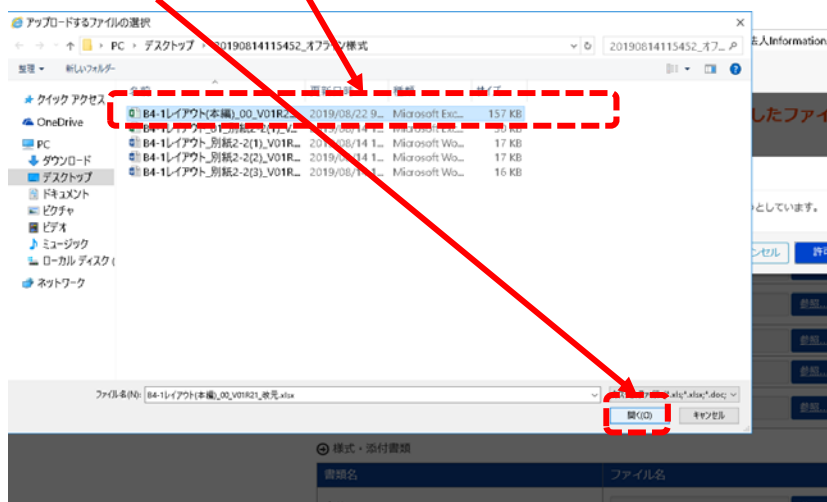 アップロードするファイルの選択
PC › デスクトップ › 20190814115452_オフライン様式
20190814115452_オフ...
法人Information
整理 新しいフォルダー
クイック アクセス
B4-1レイアウト(本編)_00_V01R2... 2019/08/22 9... Microsoft Exc... 157 KB
したファイ
OneDrive
PC
B4-1レイアウト_別紙2-2(1)_V01R... 2019/08/14 1... Microsoft Wo... 17 KB
ダウンロード
B4-1レイアウト_別紙2-2(2)_V01R... 2019/08/14 1... Microsoft Wo... 17 KB
デスクトップ
B4-1レイアウト_別紙2-2(3)_V01R... Microsoft Wo... 16 KB
ドキュメント
ピクチャ
としています。
ビデオ
ミュージック
ローカル ディスク (
ンセル 許可
ネットワーク
参照...
参照...
参照...
参照...
ファイル名(N): B4-1レイアウト(本編)_00_V01R21_改元.xlsx
*.xlsx;*.doc;
開く(O) キャンセル
様式・添付書類
書類名 ファイル名